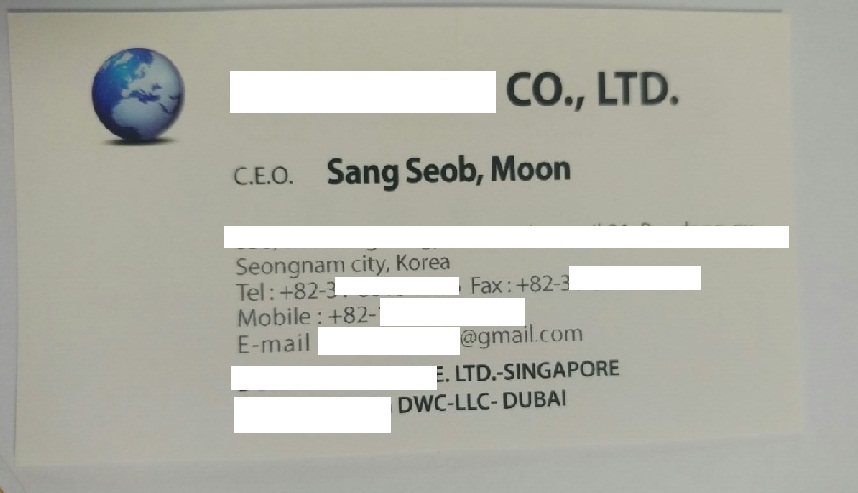 CO., LTD.
C.E.O. Sang Seob, Moon
Seongnam city, Korea
Tel : +82-3 Fax : +82-3
Mobile : +82-
E-mail @gmail.com
E. LTD.-SINGAPORE
DWC-LLC- DUBAI